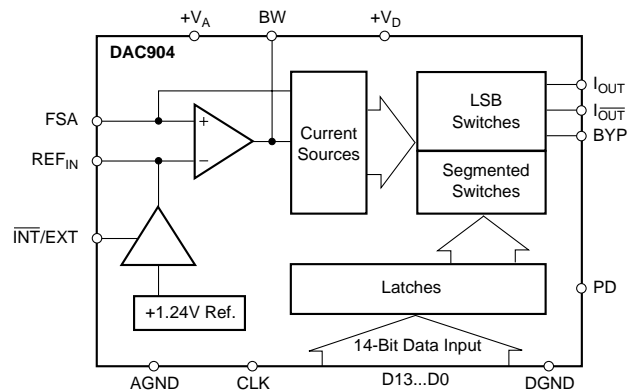 +VA
BW
+VD
DAC904
FSA
REFIN
INT/EXT
+
–
Current
Sources
LSB
Switches
Segmented
Switches
IOUT
IOUT
BYP
+1.24V Ref.
Latches
PD
14-Bit Data Input
AGND
CLK
D13...D0
DGND